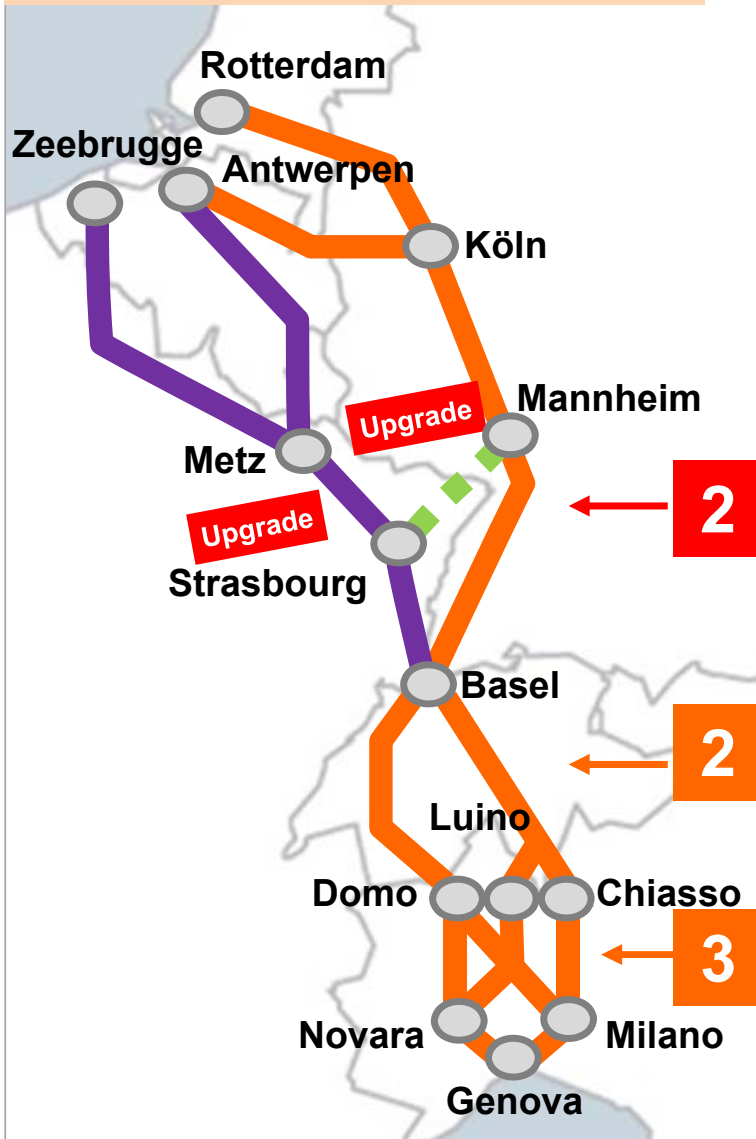 Rotterdam
Zeebrugge
Antwerpen
Köln
Mannheim
Upgrade
Metz
2
Upgrade
Strasbourg
Basel
2
Luino
Domo
Chiasso
3
Novara
Milano
Genova